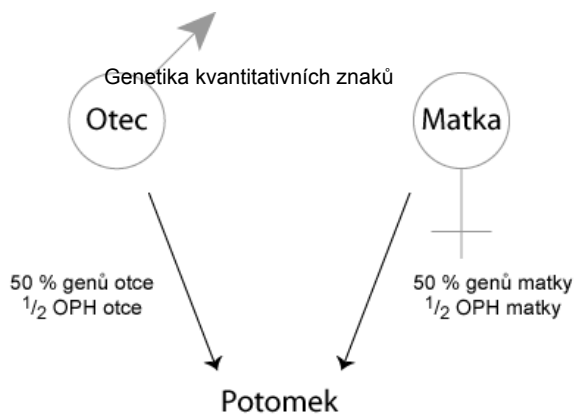 Genetika kvantitativních znaků
Otec
Matka
50 % genů otce
1/2 OPH otce
50 % genů matky
1/2 OPH matky
Potomek